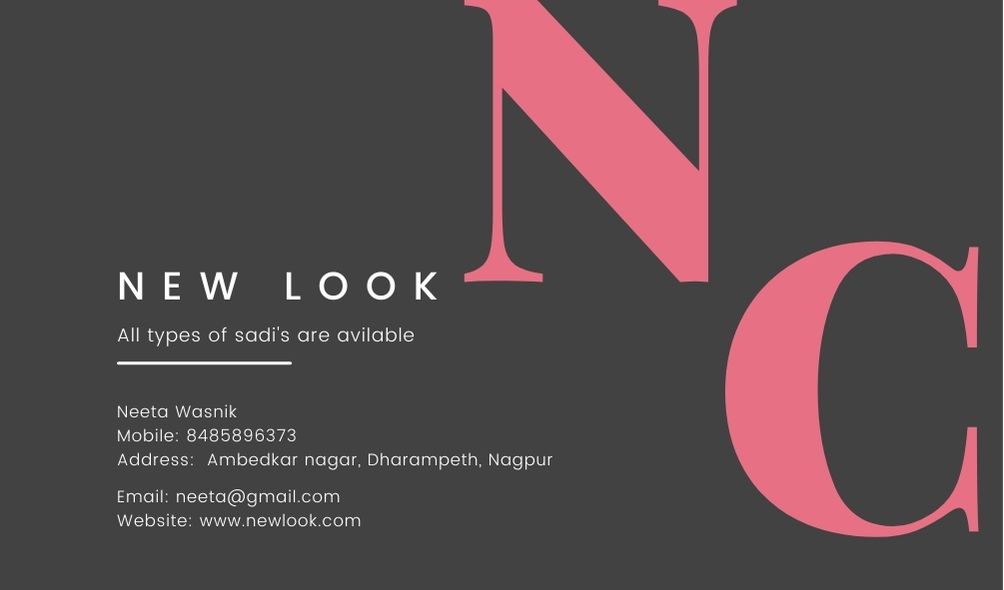 N
C
NEW LOOK
All types of sadi's are avilable
Neeta Wasnik
Mobile: 8485896373
Address:  Ambedkar nagar, Dharampeth, Nagpur
Email: neeta@gmail.com
Website: www.newlook.com